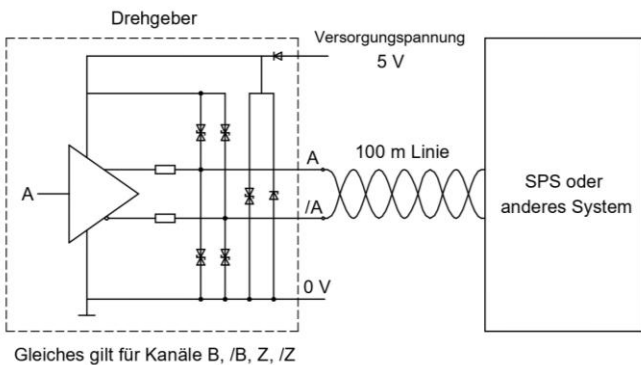 Drehgeber
Versorgungspannung
5 V
A
100 m Linie
A
/A
SPS oder
anderes System
0 V
Gleiches gilt für Kanäle B, /B, Z, /Z